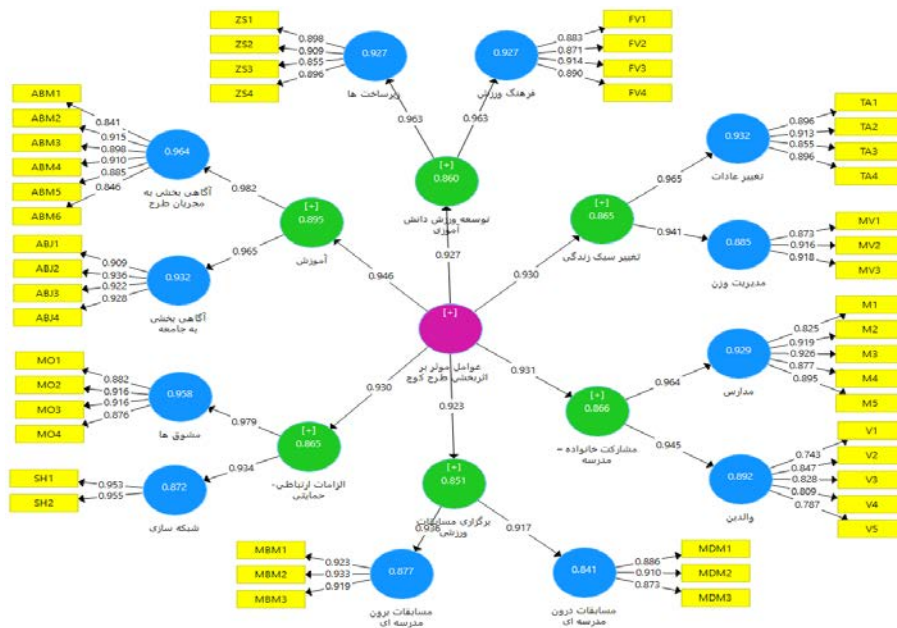 ZS1
ZS2
ZS3
ZS4
0.898
0.909
0.855
0.896
0.927
زیرساخت ها
0.963
FV1
FV2
FV3
FV4
0.883
0.871
0.914
0.890
0.927
فرهنگ ورزش
0.963
[+]
0.860
توسعه ورزش دانش
آموزی
0.927
ABM1
ABM2
ABM3
ABM4
ABM5
ABM6
0.841
0.915
0.898
0.910
0.885
0.846
0.964
آگاهی بخشی به
مجریان طرح
0.982
ABJ1
ABJ2
ABJ3
ABJ4
0.909
0.936
0.922
0.928
0.932
آگاهی بخشی
به جامعه
0.965
[+]
0.895
آموزش
0.946
TA1
TA2
TA3
TA4
0.896
0.913
0.855
0.896
0.932
تغییر عادات
0.965
MV1
MV2
MV3
0.873
0.916
0.918
0.885
مدیریت وزن
0.941
[+]
0.865
تغییر سبک زندگی
0.930
[+]
عوامل موثر بر
اثربخشی طرح کوچ
M1
M2
M3
M4
M5
0.825
0.919
0.926
0.877
0.895
0.929
مدارس
0.964
V1
V2
V3
V4
V5
0.743
0.847
0.828
0.809
0.787
0.892
والدین
0.945
[+]
0.866
مشارکت خانواده –
مدرسه
0.931
MO1
MO2
MO3
MO4
0.882
0.916
0.916
0.876
0.958
مشوق ها
0.979
SH1
SH2
0.953
0.955
0.872
شبکه سازی
0.934
[+]
0.865
الزامات ارتباطی-
حمایتی
0.930
[+]
0.851
برگزاری مسابقات
ورزشی
0.923
MBM1
MBM2
MBM3
0.923
0.933
0.919
0.877
مسابقات برون
مدرسه ای
0.936
MDM1
MDM2
MDM3
0.886
0.910
0.873
0.841
مسابقات درون
مدرسه ای
0.917